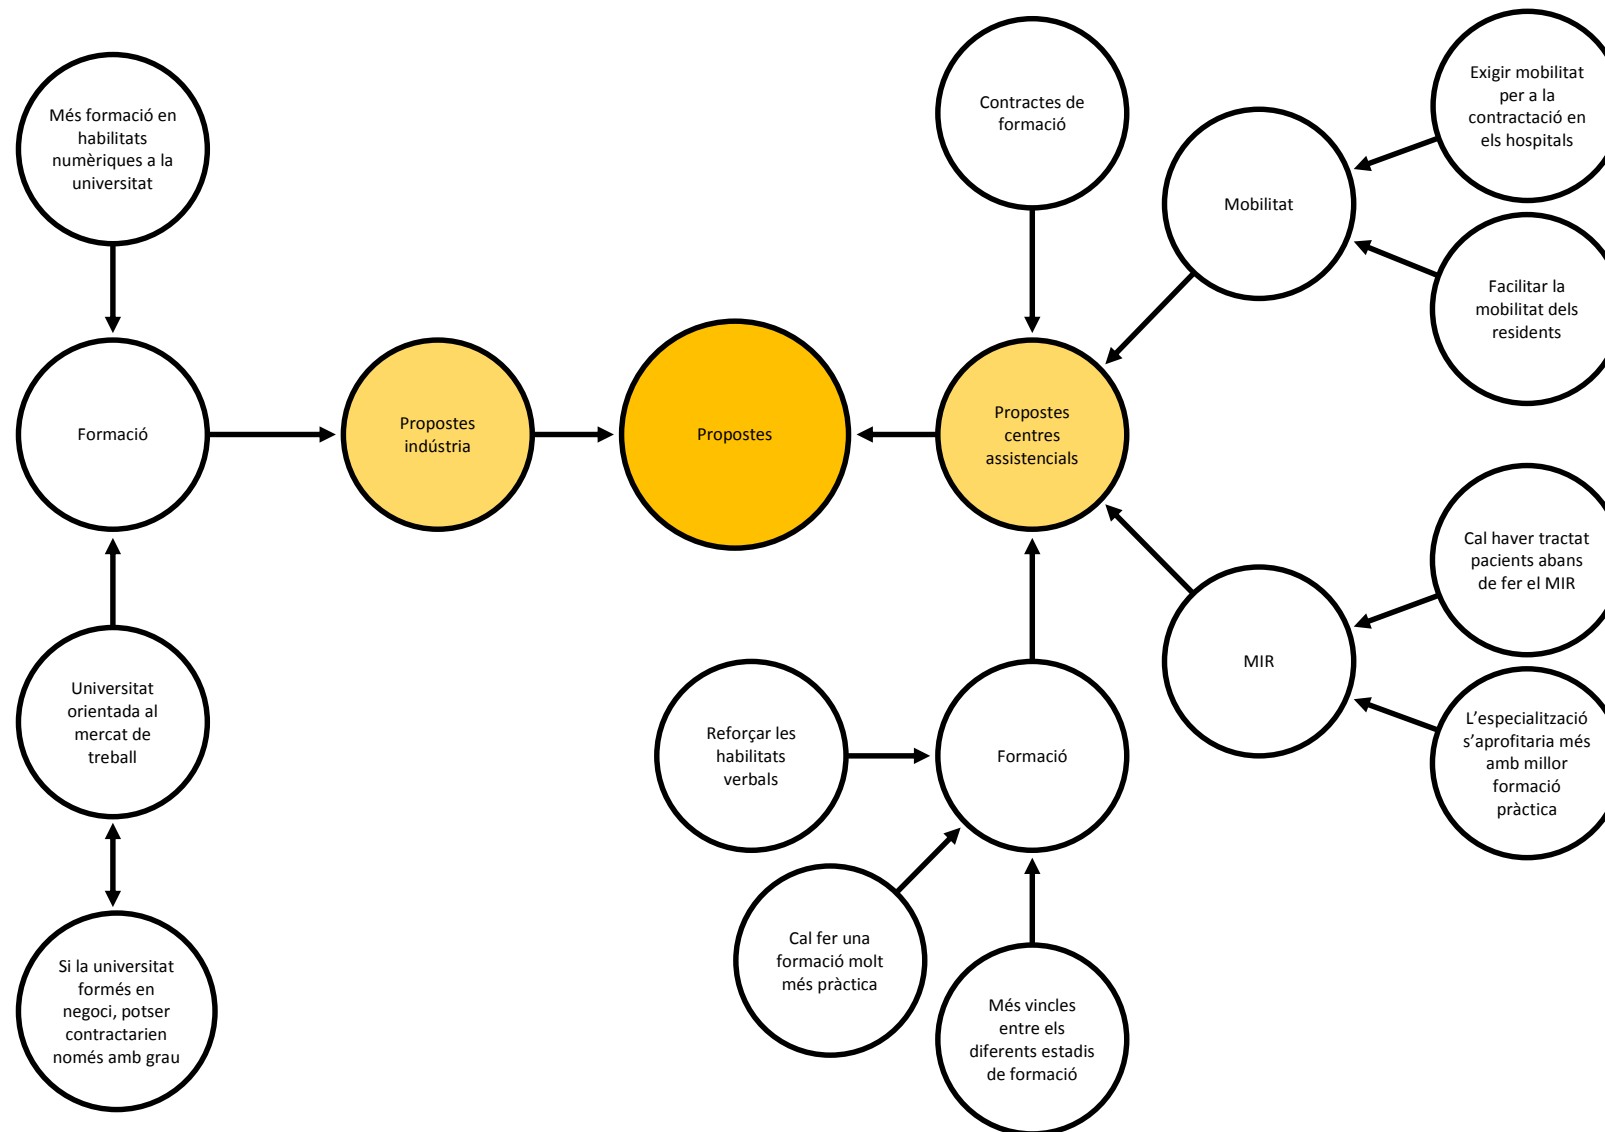 Més formació en
habilitats
numèriques a la
universitat
Contractes de
formació
Exigir mobilitat
per a la
contractació en
els hospitals
Mobilitat
Facilitar la
mobilitat dels
residents
Formació
Propostes
indústria
Propostes
Propostes
centres
assistencials
Cal haver tractat
pacients abans
de fer el MIR
MIR
L’especialització
s’aprofitaria més
amb millor
formació
pràctica
Universitat
orientada al
mercat de
treball
Reforçar les
habilitats
verbals
Formació
Cal fer una
formació molt
més pràctica
Més vincles
entre els
diferents estadis
de formació
Si la universitat
formés en
negoci, potser
contractarien
només amb grau